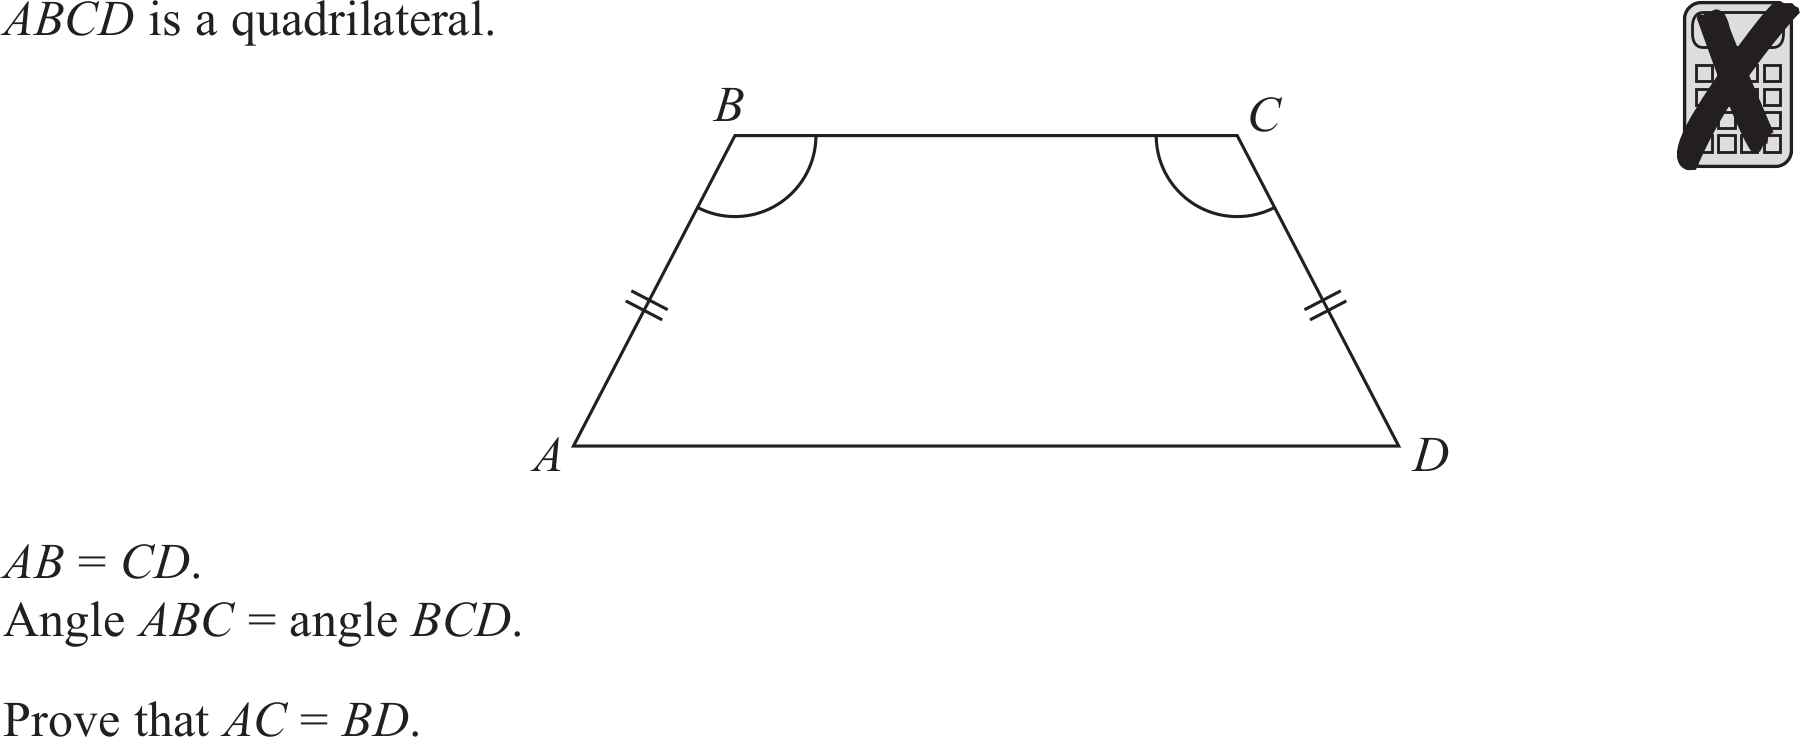 ABCD is a quadrilateral.
B
C
A
D
AB = CD.
Angle ABC = angle BCD.
Prove that AC = BD.